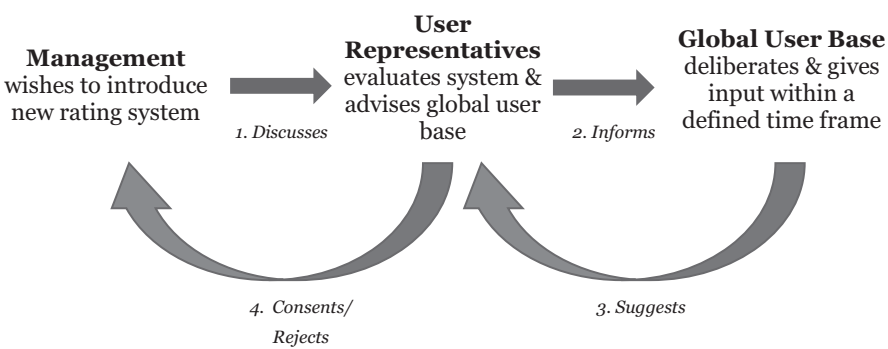 Management
wishes to introduce
new rating system
1. Discusses
User
Representatives
evaluates system &
advises global user
base
2. Informs
Global User Base
deliberates & gives
input within a
defined time frame
3. Suggests
4. Consents/
Rejects